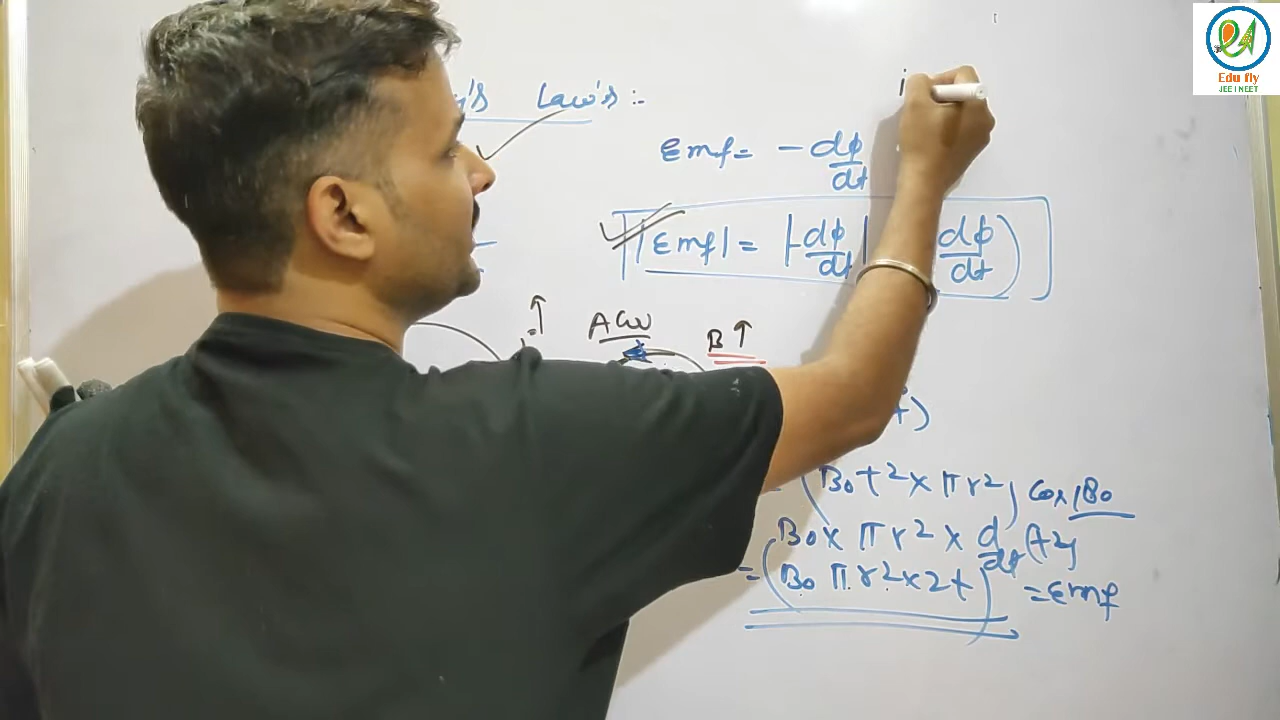 Edu fly
JEE I NEET
y's Law's :-
i
Emf = - dφ/dt
|Emf| = |-dφ/dt| dφ/dt
ACW
B↑
t)
= (B₀t² × πr²) cos 180
B₀ × πr² × d/dt (t²)
= (B₀ πr² × 2t) = Emf